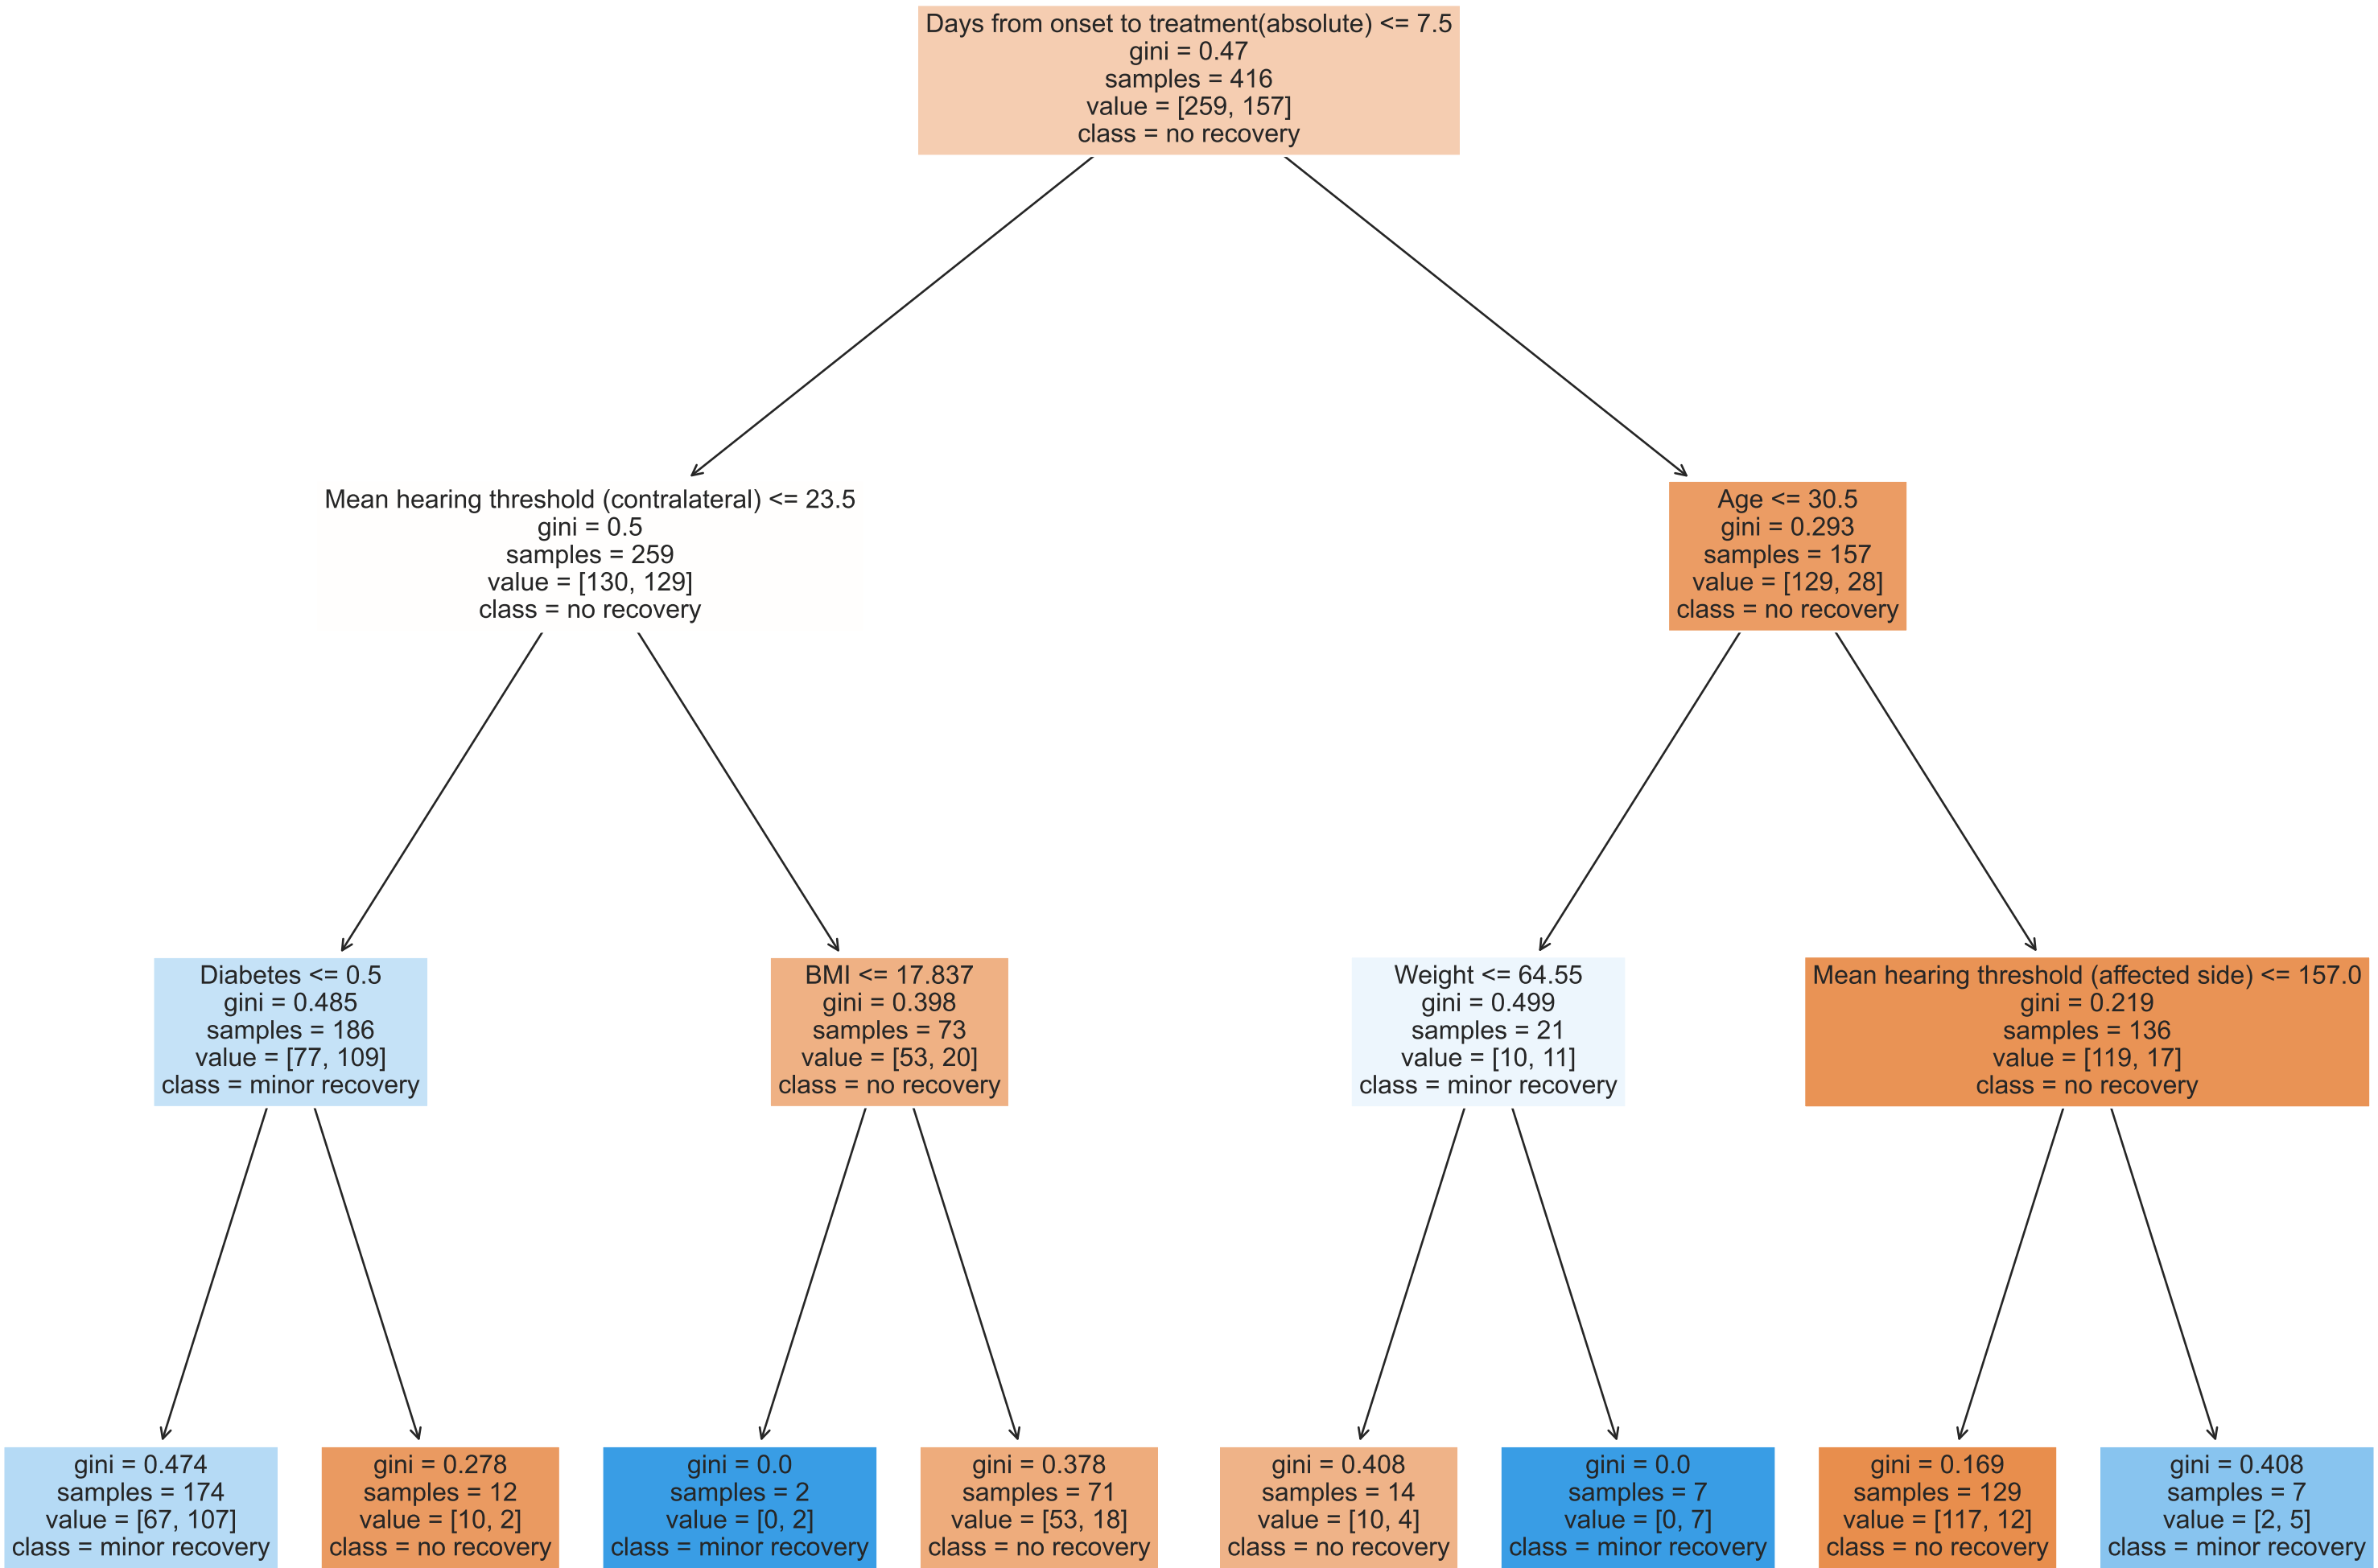 Days from onset to treatment(absolute) <= 7.5
gini = 0.47
samples = 416
value = [259, 157]
class = no recovery
Mean hearing threshold (contralateral) <= 23.5
gini = 0.5
samples = 259
value = [130, 129]
class = no recovery
Age <= 30.5
gini = 0.293
samples = 157
value = [129, 28]
class = no recovery
Diabetes <= 0.5
gini = 0.485
samples = 186
value = [77, 109]
class = minor recovery
BMI <= 17.837
gini = 0.398
samples = 73
value = [53, 20]
class = no recovery
Weight <= 64.55
gini = 0.499
samples = 21
value = [10, 11]
class = minor recovery
Mean hearing threshold (affected side) <= 157.0
gini = 0.219
samples = 136
value = [119, 17]
class = no recovery
gini = 0.474
samples = 174
value = [67, 107]
class = minor recovery
gini = 0.278
samples = 12
value = [10, 2]
class = no recovery
gini = 0.0
samples = 2
value = [0, 2]
class = minor recovery
gini = 0.378
samples = 71
value = [53, 18]
class = no recovery
gini = 0.408
samples = 14
value = [10, 4]
class = no recovery
gini = 0.0
samples = 7
value = [0, 7]
class = minor recovery
gini = 0.169
samples = 129
value = [117, 12]
class = no recovery
gini = 0.408
samples = 7
value = [2, 5]
class = minor recovery